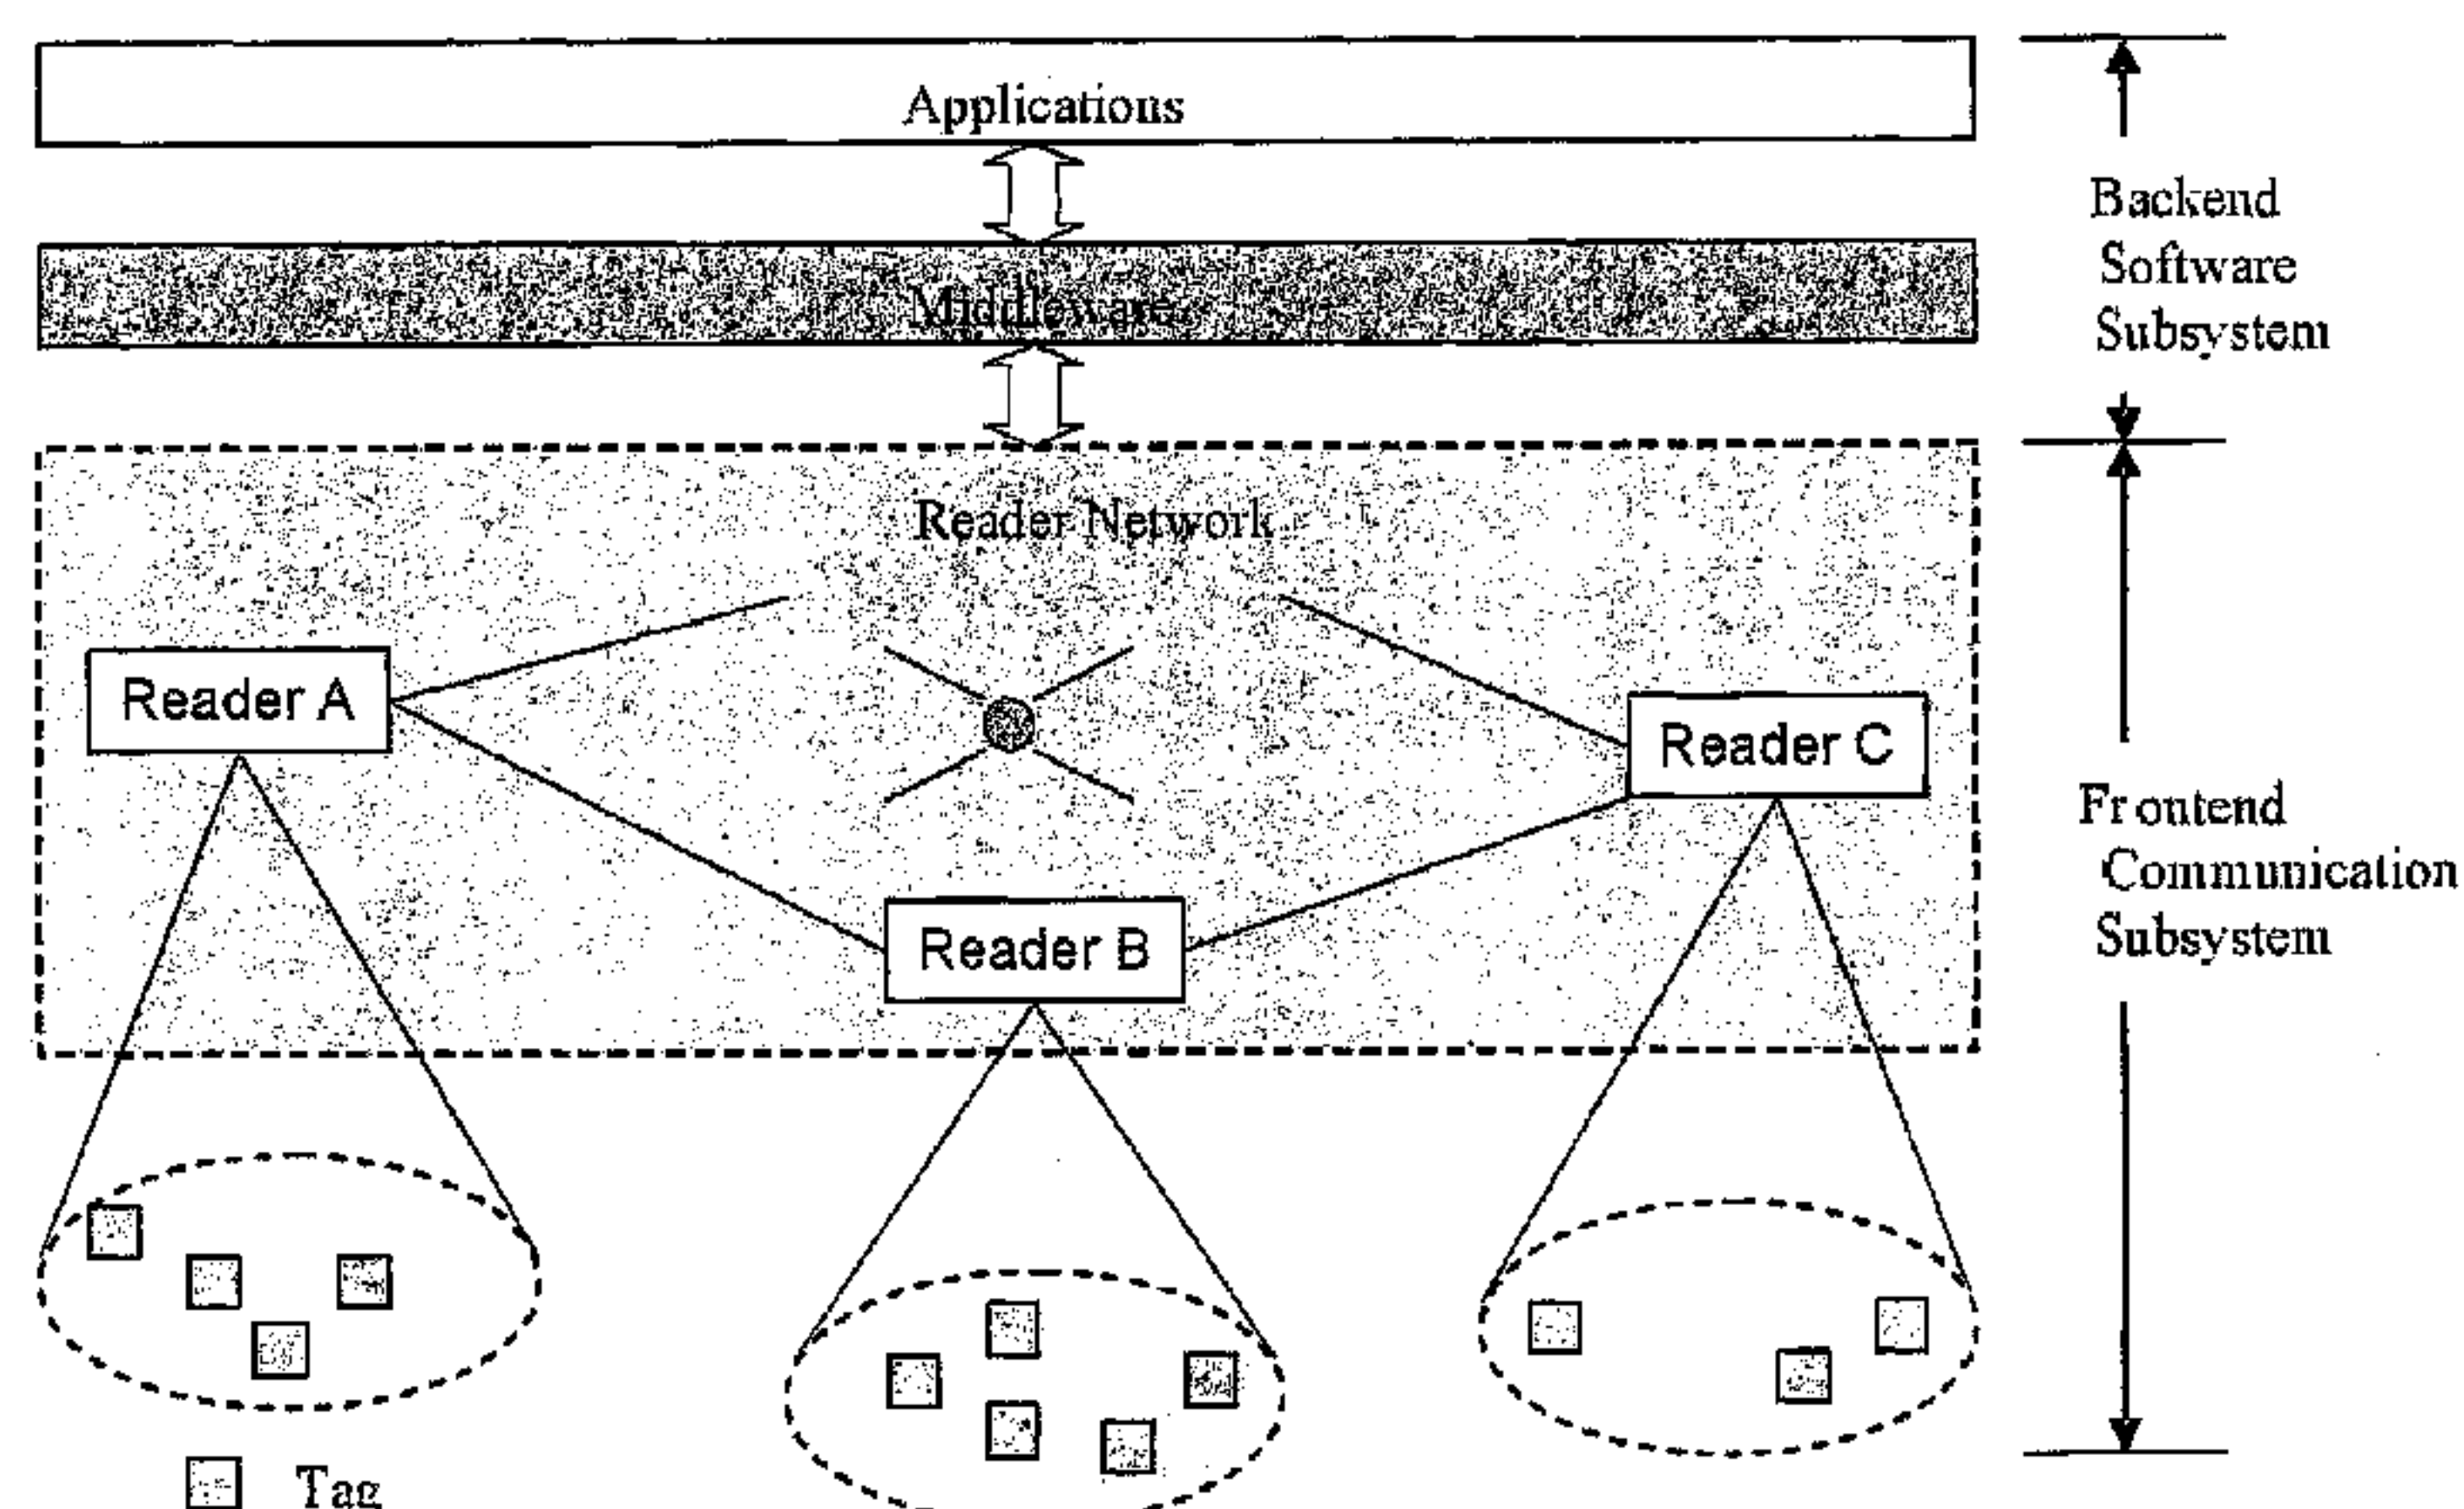 Applications
Backend
Software
Subsystem
Middleware
Reader Network
Reader A
Reader C
Reader B
Frontend
Communication
Subsystem
Tag